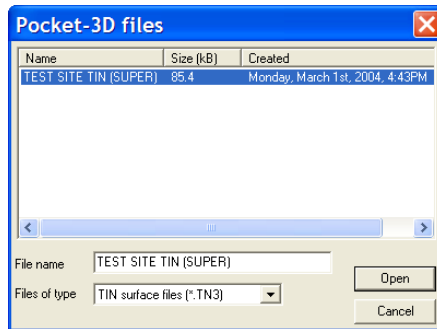 Pocket-3D files
Name Size (kB) Created
TEST SITE TIN (SUPER) 85.4 Monday, March 1st, 2004, 4:43PM
File name TEST SITE TIN (SUPER)
Open
Files of type TIN surface files (*.TN3)
Cancel